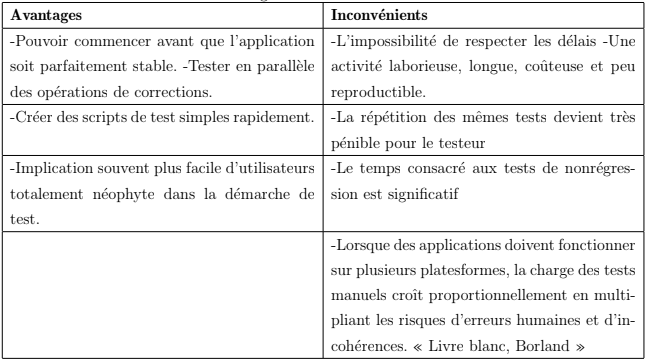 Avantages
Inconvénients
-Pouvoir commencer avant que l'application
soit parfaitement stable. -Tester en parallèle
des opérations de corrections.
-L'impossibilité de respecter les délais -Une
activité laborieuse, longue, coûteuse et peu
reproductible.
-Créer des scripts de test simples rapidement.
-La répétition des mêmes tests devient très
pénible pour le testeur
-Implication souvent plus facile d'utilisateurs
totalement néophyte dans la démarche de
test.
-Le temps consacré aux tests de nonrégres-
sion est significatif
-Lorsque des applications doivent fonctionner
sur plusieurs platesformes, la charge des tests
manuels croît proportionnellement en multi-
pliant les risques d'erreurs humaines et d'in-
cohérences. « Livre blanc, Borland »